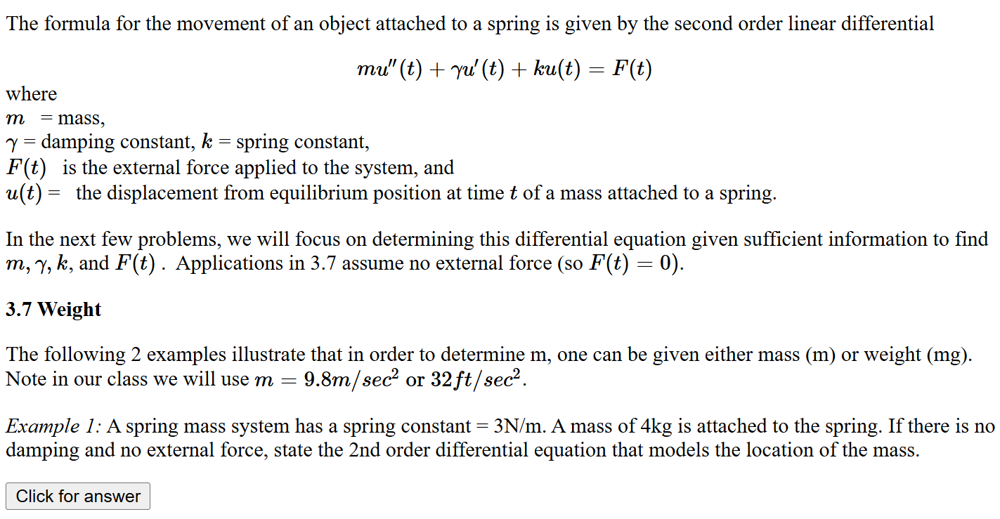 The formula for the movement of an object attached to a spring is given by the second order linear differential
mu″(t) + γu′(t) + ku(t) = F(t)
where
m = mass,
γ = damping constant, k = spring constant,
F(t) is the external force applied to the system, and
u(t) = the displacement from equilibrium position at time t of a mass attached to a spring.
In the next few problems, we will focus on determining this differential equation given sufficient information to find
m, γ, k, and F(t) . Applications in 3.7 assume no external force (so F(t) = 0).
3.7 Weight
The following 2 examples illustrate that in order to determine m, one can be given either mass (m) or weight (mg).
Note in our class we will use m = 9.8m/sec² or 32ft/sec².
Example 1: A spring mass system has a spring constant = 3N/m. A mass of 4kg is attached to the spring. If there is no
damping and no external force, state the 2nd order differential equation that models the location of the mass.
Click for answer